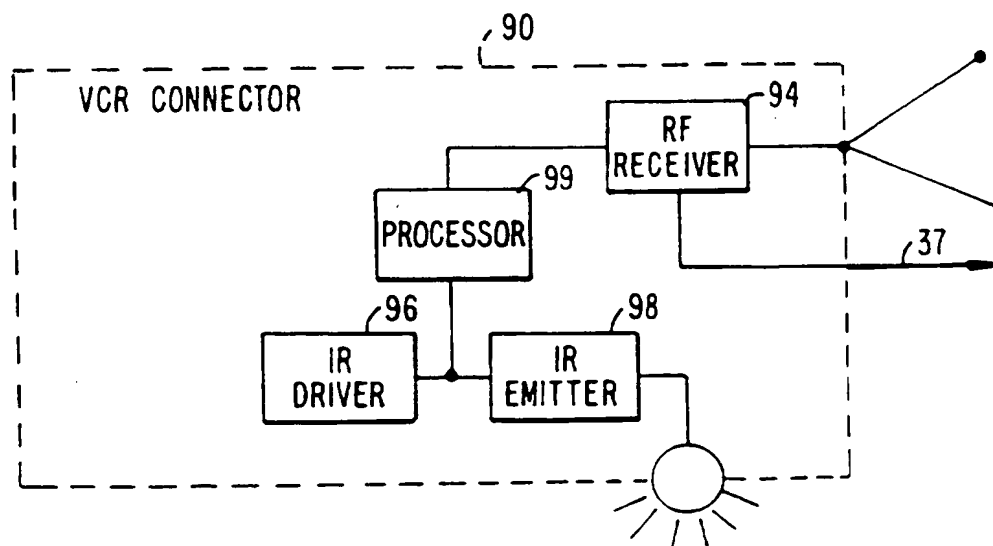 90
VCR CONNECTOR
94
RF
RECEIVER
99
PROCESSOR
37
96
IR
DRIVER
98
IR
EMITTER